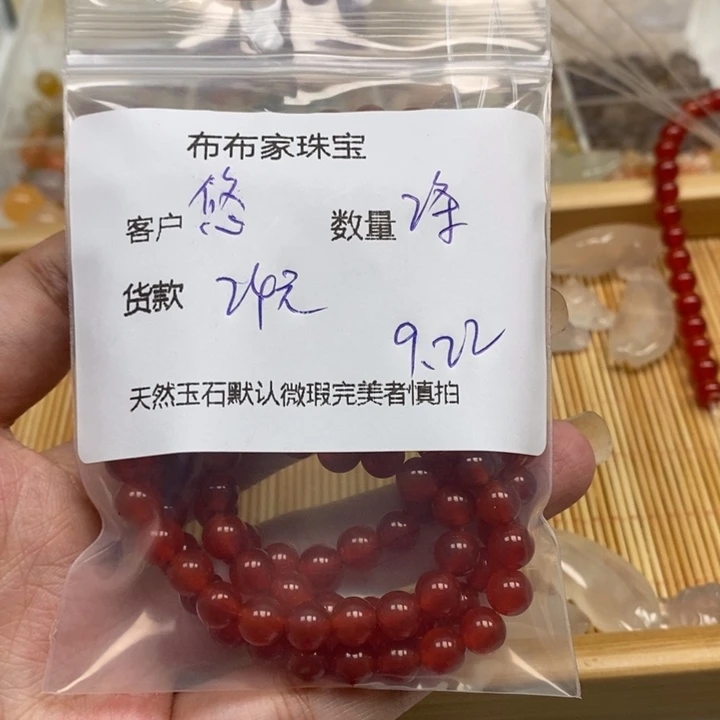 布布家珠宝
客户 悠 数量 2条
货款 24元
9.22
天然玉石默认微瑕完美者慎拍